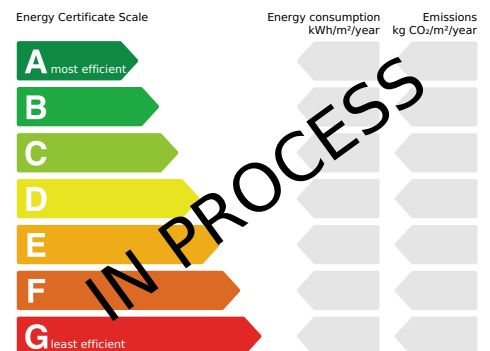 Energy Certificate Scale
Energy consumption
kWh/m²/year
Emissions
kg CO₂/m²/year
A most efficient
B
C
D
E
F
G least efficient
IN PROCESS